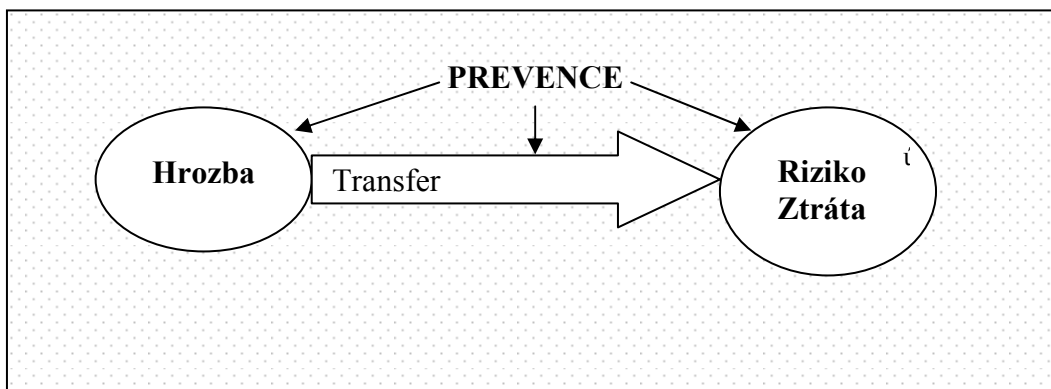 PREVENCE
Hrozba
Transfer
Riziko
Ztráta
ί